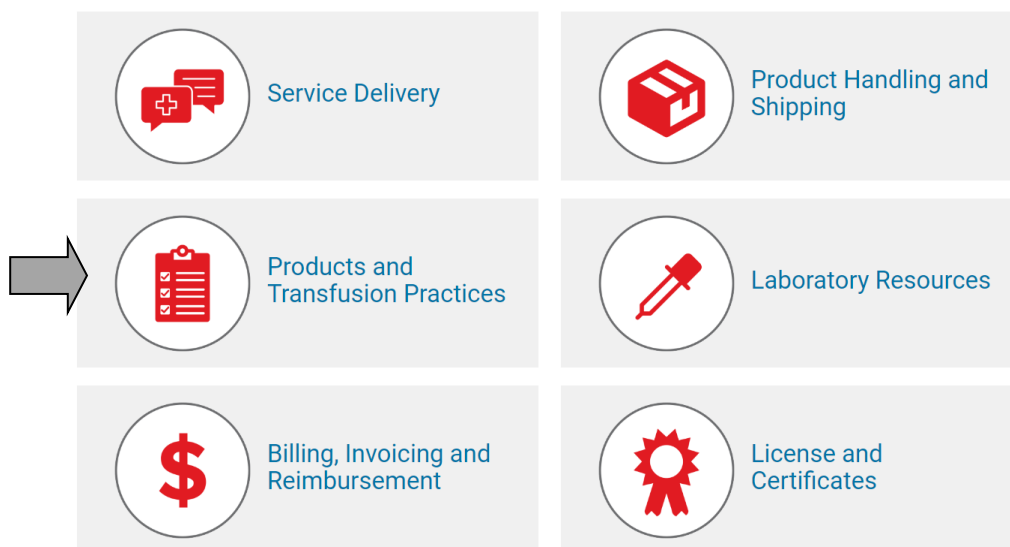 Service Delivery
Product Handling and
Shipping
Products and
Transfusion Practices
Laboratory Resources
Billing, Invoicing and
Reimbursement
License and
Certificates